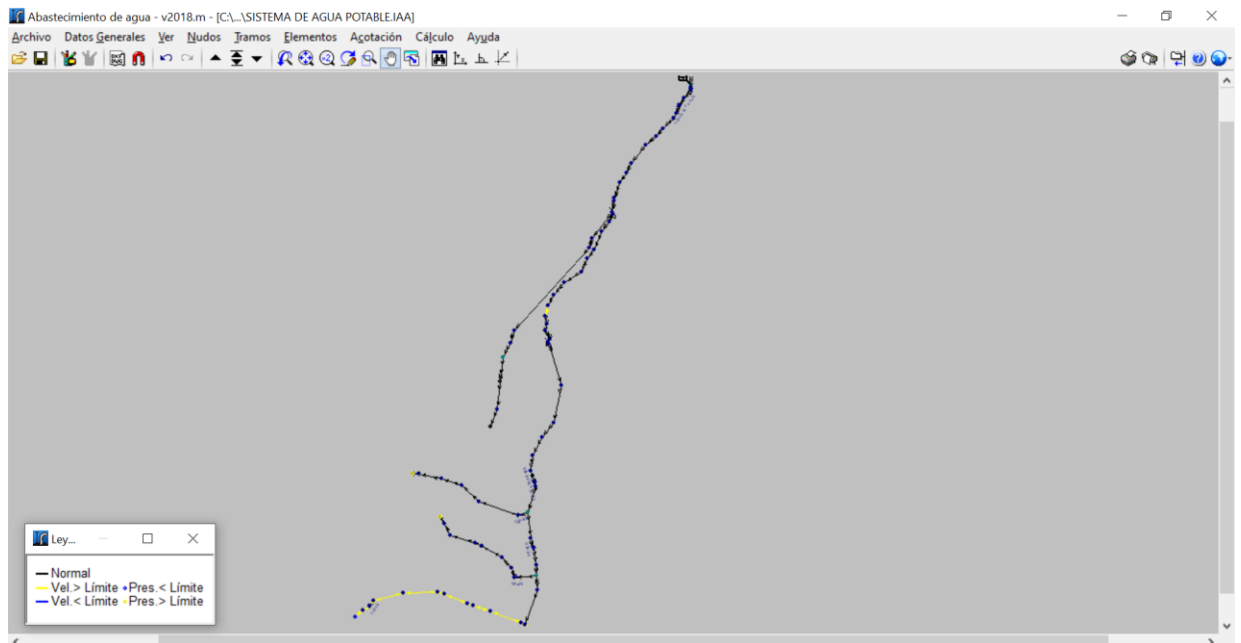 Abastecimiento de agua - v2018.m - [C:\...\SISTEMA DE AGUA POTABLE.IAA]
Archivo Datos Generales Ver Nudos Tramos Elementos Acotación Cálculo Ayuda
Ley...
Normal
Vel.> Límite Pres.< Límite
Vel.< Límite Pres.> Límite